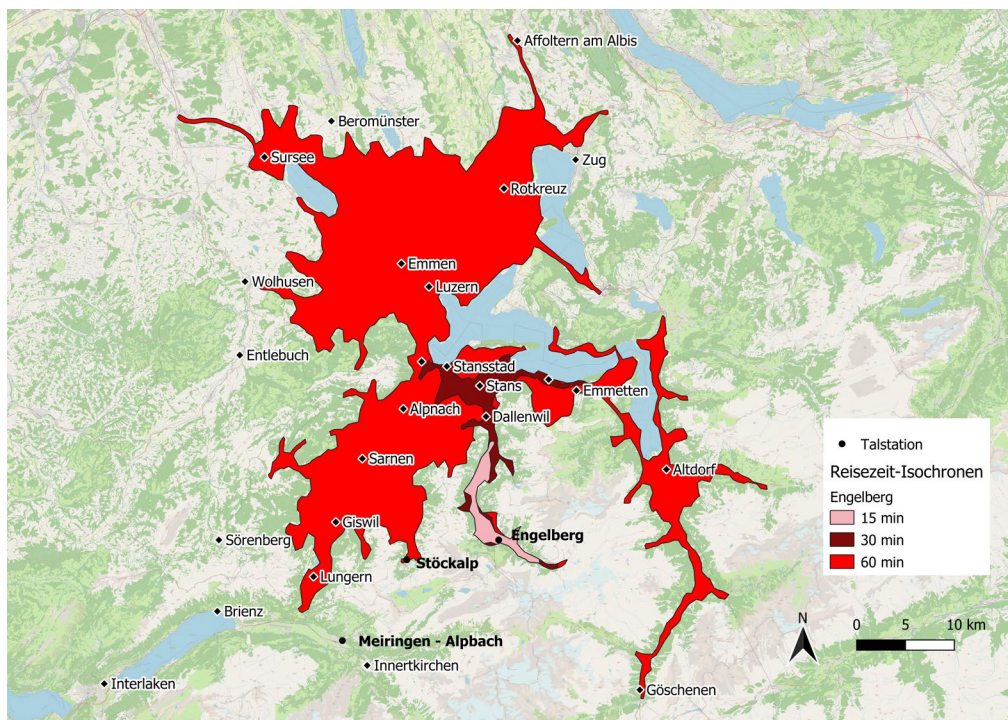 Affoltern am Albis
Beromünster
Sursee
Zug
Rotkreuz
Emmen
Wolhusen
Luzern
Entlebuch
Stansstad
Stans
Emmetten
Alpnach
Dallenwil
Sarnen
Altdorf
Giswil
Sörenberg
Engelberg
Stöckalp
Lungern
Brienz
Meiringen - Alpbach
Innertkirchen
Interlaken
Göschenen
Talstation
Reisezeit-Isochronen
Engelberg
15 min
30 min
60 min
N
0 5 10 km